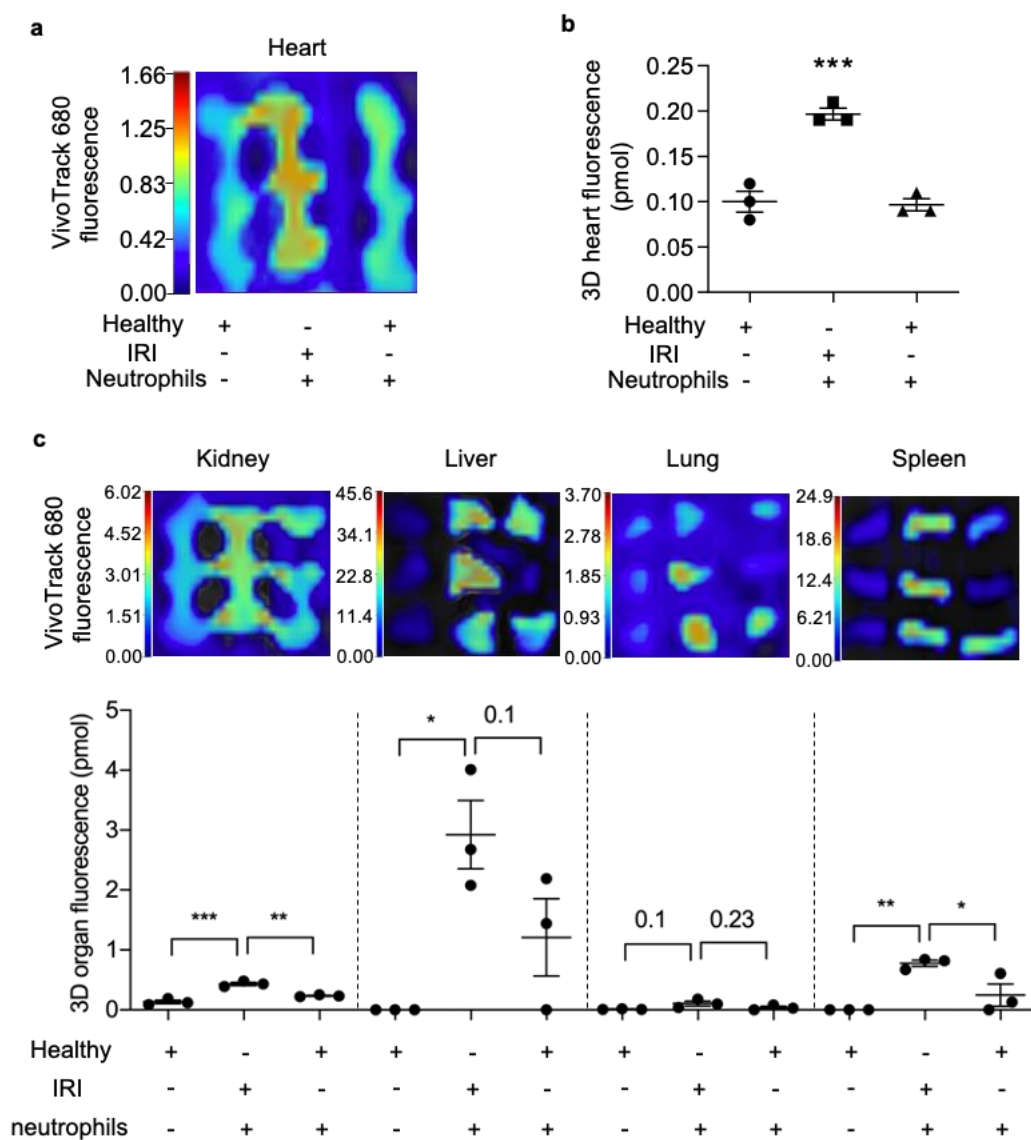 a
Heart
VivoTrack 680
fluorescence
1.66
1.25
0.83
0.42
0.00
Healthy + - +
IRI - + -
Neutrophils - + +
b
3D heart fluorescence
(pmol)
0.25
0.20
0.15
0.10
0.05
0.00
***
Healthy + - +
IRI - + -
Neutrophils - + +
c
Kidney Liver Lung Spleen
VivoTrack 680
fluorescence
6.02 45.6 3.70 24.9
4.52 34.1 2.78 18.6
3.01 22.8 1.85 12.4
1.51 11.4 0.93 6.21
0.00 0.00 0.00 0.00
3D organ fluorescence (pmol)
5
4
3
2
1
0
*** ** * 0.1 0.1 0.23 ** *
Healthy + - + + - + + - + + - +
IRI - + - - + - - + - - + -
neutrophils - + + - + + - + + - + +